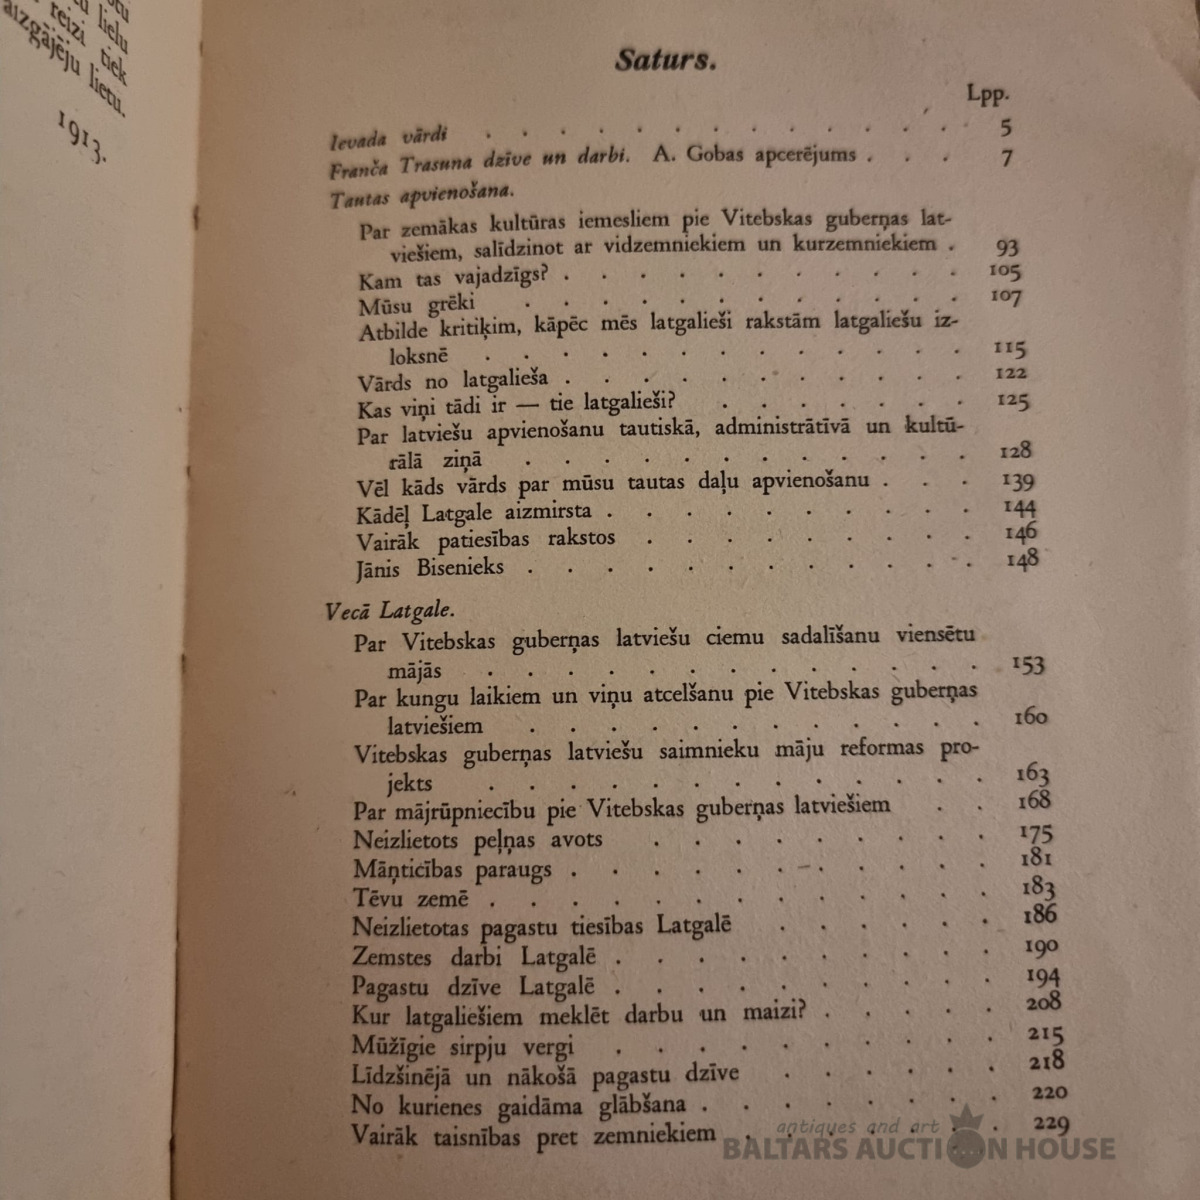 lielu
reizi tiek
aizgājēju lietu.
1913.
Saturs.
Lpp.
Ievada vārdi . . . . . . . . . . . . . 5
Franča Trasuna dzīve un darbi. A. Gobas apcerējums . . . 7
Tautas apvienošana.
Par zemākas kultūras iemesliem pie Vitebskas guberņas lat-
viešiem, salīdzinot ar vidzemniekiem un kurzemniekiem . 93
Kam tas vajadzīgs? . . . . . . . . . . . 105
Mūsu grēki . . . . . . . . . . . . 107
Atbilde kritiķim, kāpēc mēs latgalieši rakstām latgaliešu iz-
loksnē . . . . . . . . . . . . . 115
Vārds no latgalieša . . . . . . . . . . . 122
Kas viņi tādi ir — tie latgalieši? . . . . . . . 125
Par latviešu apvienošanu tautiskā, administrātīvā un kultū-
rālā ziņā . . . . . . . . . . . . 128
Vēl kāds vārds par mūsu tautas daļu apvienošanu . . . 139
Kādēļ Latgale aizmirsta . . . . . . . . . . 144
Vairāk patiesības rakstos . . . . . . . . . 146
Jānis Bisenieks . . . . . . . . . . . . 148
Vecā Latgale.
Par Vitebskas guberņas latviešu ciemu sadalīšanu viensētu
mājās . . . . . . . . . . . . . 153
Par kungu laikiem un viņu atcelšanu pie Vitebskas guberņas
latviešiem . . . . . . . . . . . . 160
Vitebskas guberņas latviešu saimnieku māju reformas pro-
jekts . . . . . . . . . . . . . 163
Par mājrūpniecību pie Vitebskas guberņas latviešiem . . 168
Neizlietots peļņas avots . . . . . . . . . 175
Māņticības paraugs . . . . . . . . . . . 181
Tēvu zemē . . . . . . . . . . . . . 183
Neizlietotas pagastu tiesības Latgalē . . . . . . 186
Zemstes darbi Latgalē . . . . . . . . . . 190
Pagastu dzīve Latgalē . . . . . . . . . . 194
Kur latgaliešiem meklēt darbu un maizi? . . . . . 208
Mūžīgie sirpju vergi . . . . . . . . . . 215
Līdzšinējā un nākošā pagastu dzīve . . . . . . 218
No kurienes gaidāma glābšana . . . . . . . . 220
Vairāk taisnības pret zemniekiem . . . . . . . 229
antiques and art
BALTARS AUCTION HOUSE